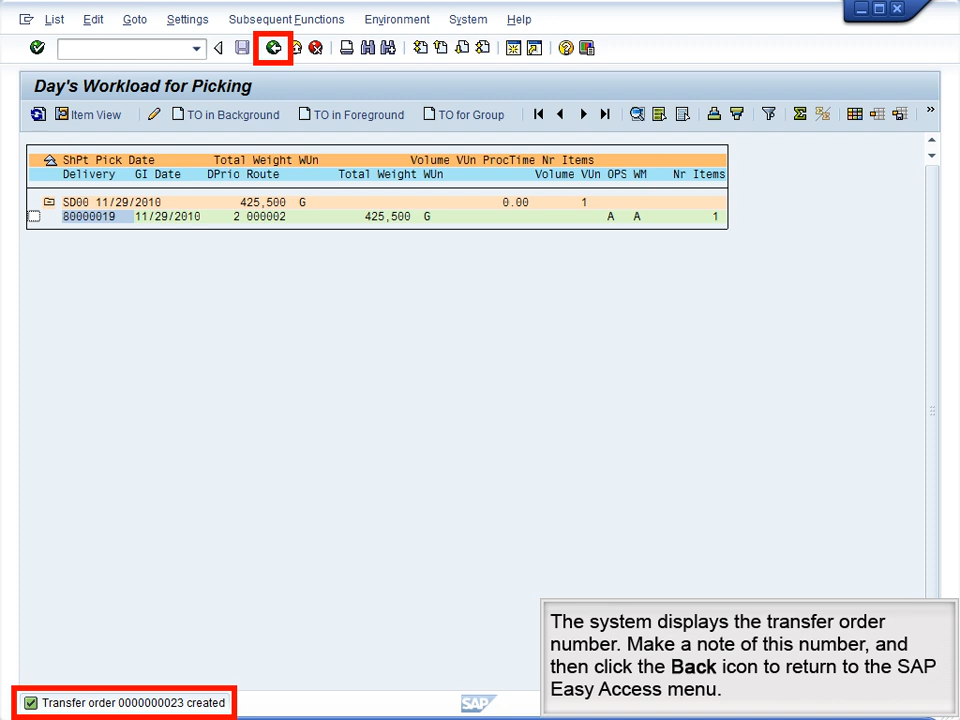 List Edit Goto Settings Subsequent Functions Environment System Help
Day's Workload for Picking
Item View TO in Background TO in Foreground TO for Group
ShPt Pick Date Total Weight WUn Volume VUn ProcTime Nr Items
Delivery GI Date DPrio Route Total Weight WUn Volume VUn OPS WM Nr Items
SD00 11/29/2010 425,500 G 0.00 1
80000019 11/29/2010 2 000002 425,500 G A A 1
The system displays the transfer order
number. Make a note of this number, and
then click the Back icon to return to the SAP
Easy Access menu.
Transfer order 0000000023 created
SAP